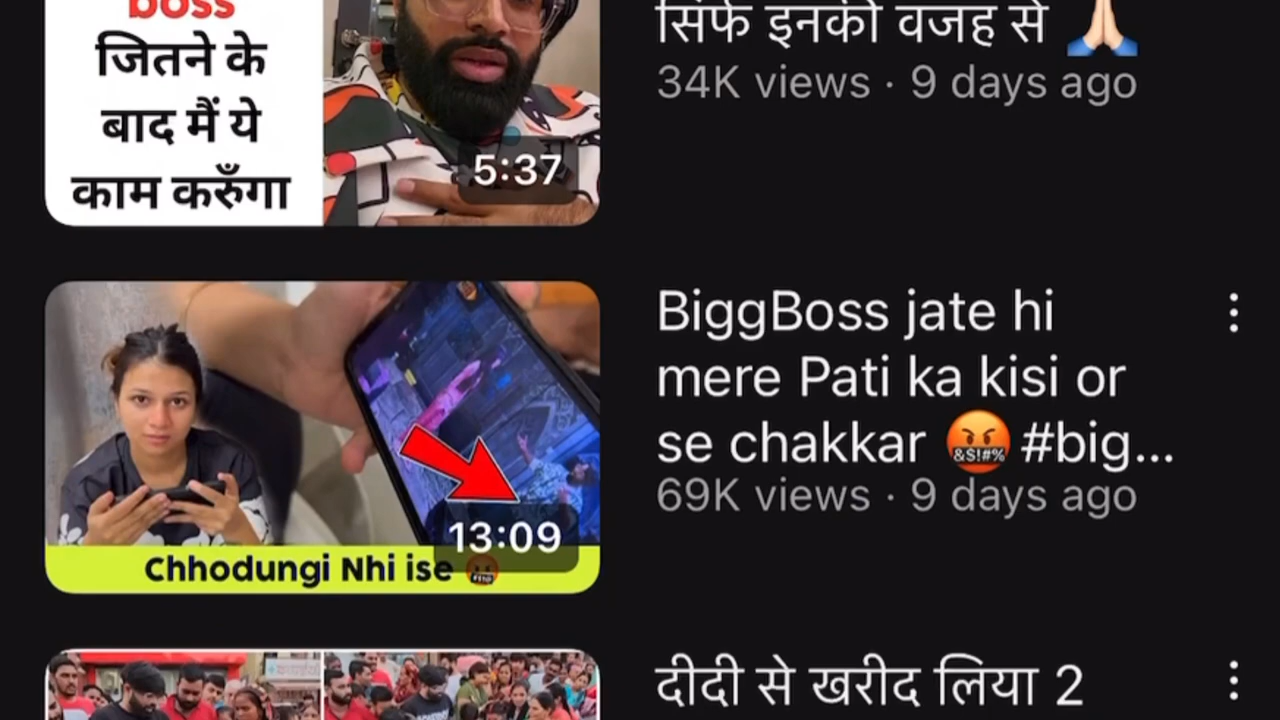 boss
जितने के
बाद मैं ये
काम करुँगा
5:37
सिर्फ इनकी वजह से 🙏🏻
34K views · 9 days ago
BiggBoss jate hi
mere Pati ka kisi or
se chakkar 🤬 #big...
69K views · 9 days ago
13:09
Chhodungi Nhi ise 🤬
दीदी से खरीद लिया 2